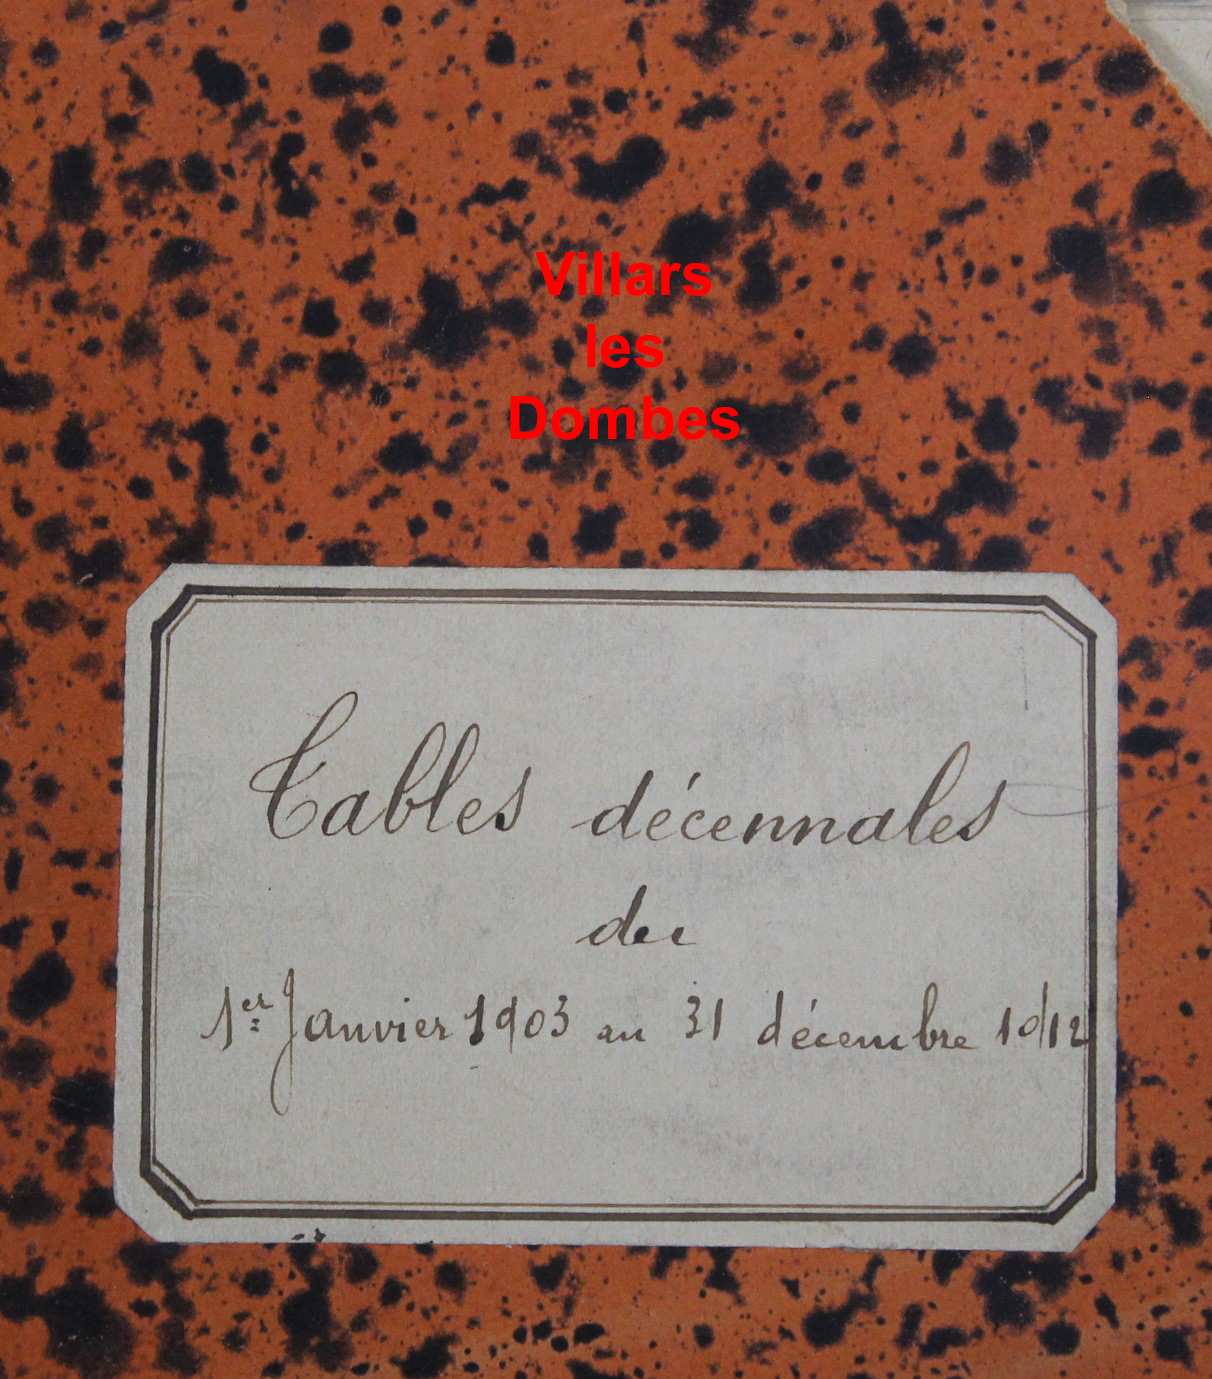 Villars
les
Dombes
Tables décennales
du
1er Janvier 1903 au 31 décembre 1912